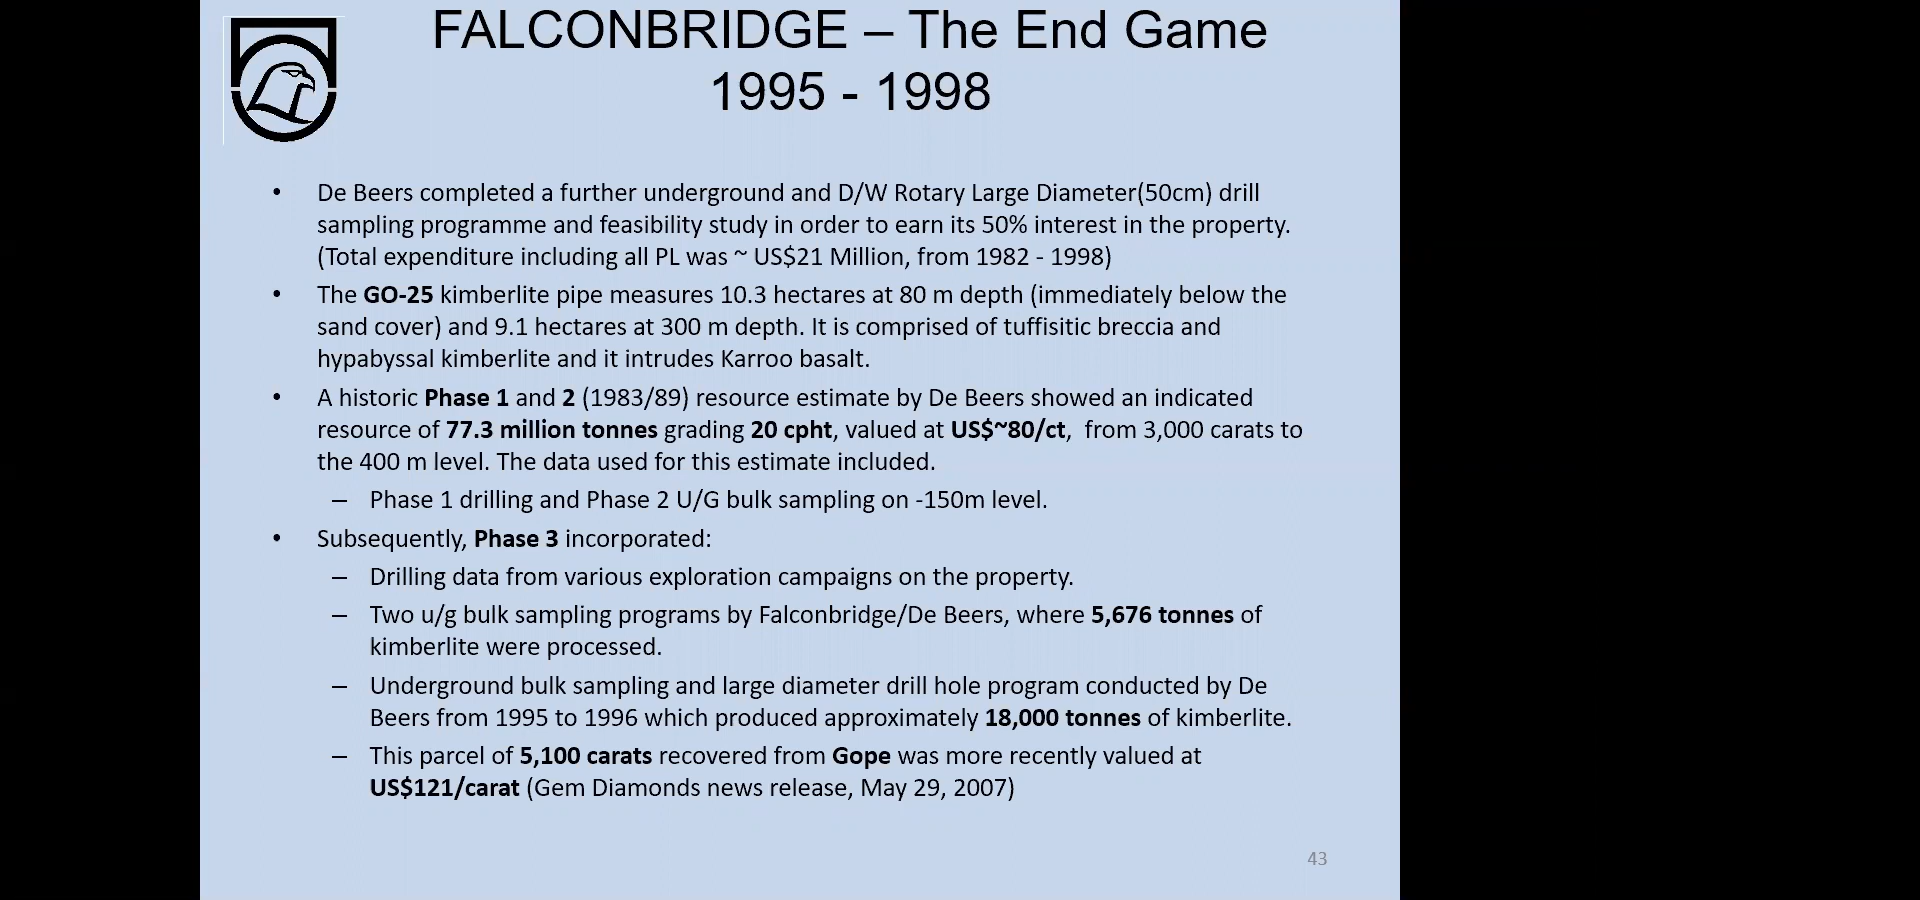 FALCONBRIDGE – The End Game
1995 - 1998
• De Beers completed a further underground and D/W Rotary Large Diameter(50cm) drill
sampling programme and feasibility study in order to earn its 50% interest in the property.
(Total expenditure including all PL was ~ US$21 Million, from 1982 - 1998)
• The GO-25 kimberlite pipe measures 10.3 hectares at 80 m depth (immediately below the
sand cover) and 9.1 hectares at 300 m depth. It is comprised of tuffisitic breccia and
hypabyssal kimberlite and it intrudes Karroo basalt.
• A historic Phase 1 and 2 (1983/89) resource estimate by De Beers showed an indicated
resource of 77.3 million tonnes grading 20 cpht, valued at US$~80/ct, from 3,000 carats to
the 400 m level. The data used for this estimate included.
– Phase 1 drilling and Phase 2 U/G bulk sampling on -150m level.
• Subsequently, Phase 3 incorporated:
– Drilling data from various exploration campaigns on the property.
– Two u/g bulk sampling programs by Falconbridge/De Beers, where 5,676 tonnes of
kimberlite were processed.
– Underground bulk sampling and large diameter drill hole program conducted by De
Beers from 1995 to 1996 which produced approximately 18,000 tonnes of kimberlite.
– This parcel of 5,100 carats recovered from Gope was more recently valued at
US$121/carat (Gem Diamonds news release, May 29, 2007)
43